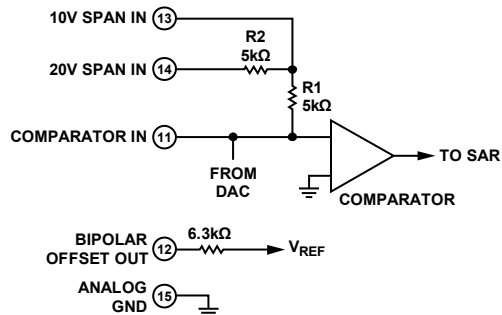 10V SPAN IN 13
R2
5kΩ
20V SPAN IN 14
R1
5kΩ
COMPARATOR IN 11
TO SAR
FROM
DAC
COMPARATOR
BIPOLAR
OFFSET OUT 12
6.3kΩ
VREF
ANALOG
GND 15